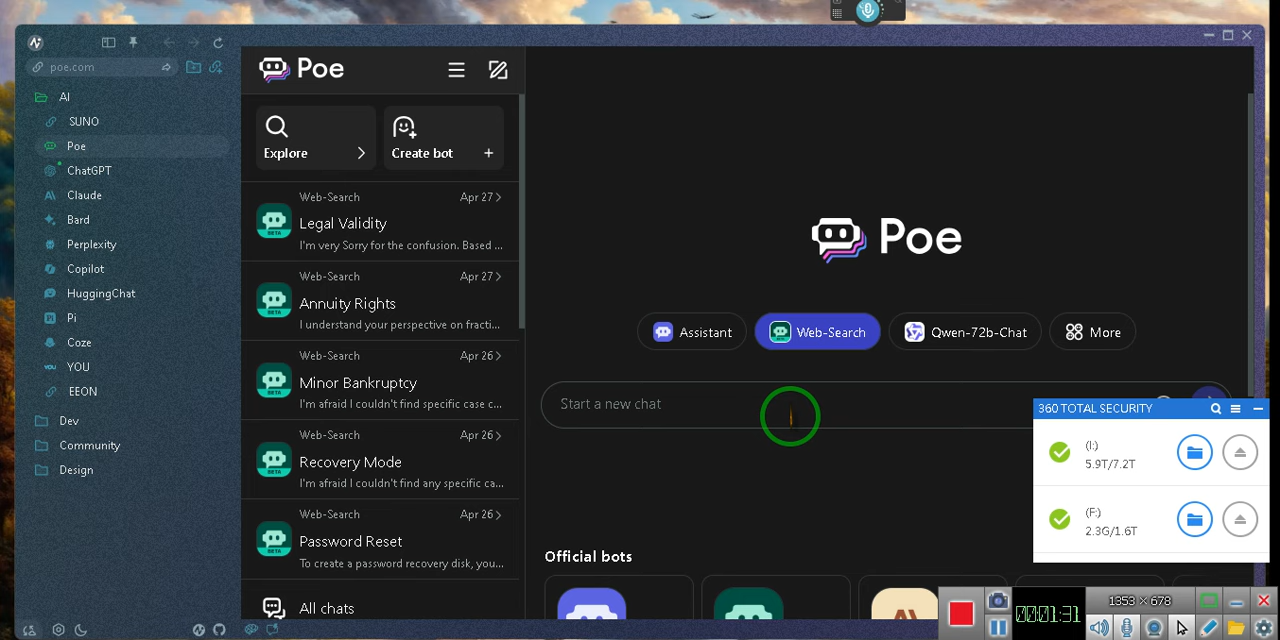 poe.com
AI
SUNO
Poe
ChatGPT
Claude
Bard
Perplexity
Copilot
HuggingChat
Pi
Coze
YOU
EEON
Dev
Community
Design
Poe
Explore
Create bot
Web-Search Apr 27
Legal Validity
I'm very Sorry for the confusion. Based ...
Web-Search Apr 27
Annuity Rights
I understand your perspective on fracti...
Web-Search Apr 26
Minor Bankruptcy
I'm afraid I couldn't find specific case c...
Web-Search Apr 26
Recovery Mode
I'm afraid I couldn't find any specific ca...
Web-Search Apr 26
Password Reset
To create a password recovery disk, you...
All chats
Poe
Assistant
Web-Search
Qwen-72b-Chat
More
Start a new chat
Official bots
360 TOTAL SECURITY
(I:)
5.9T/7.2T
(F:)
2.3G/1.6T
00:01:31
1353 × 678